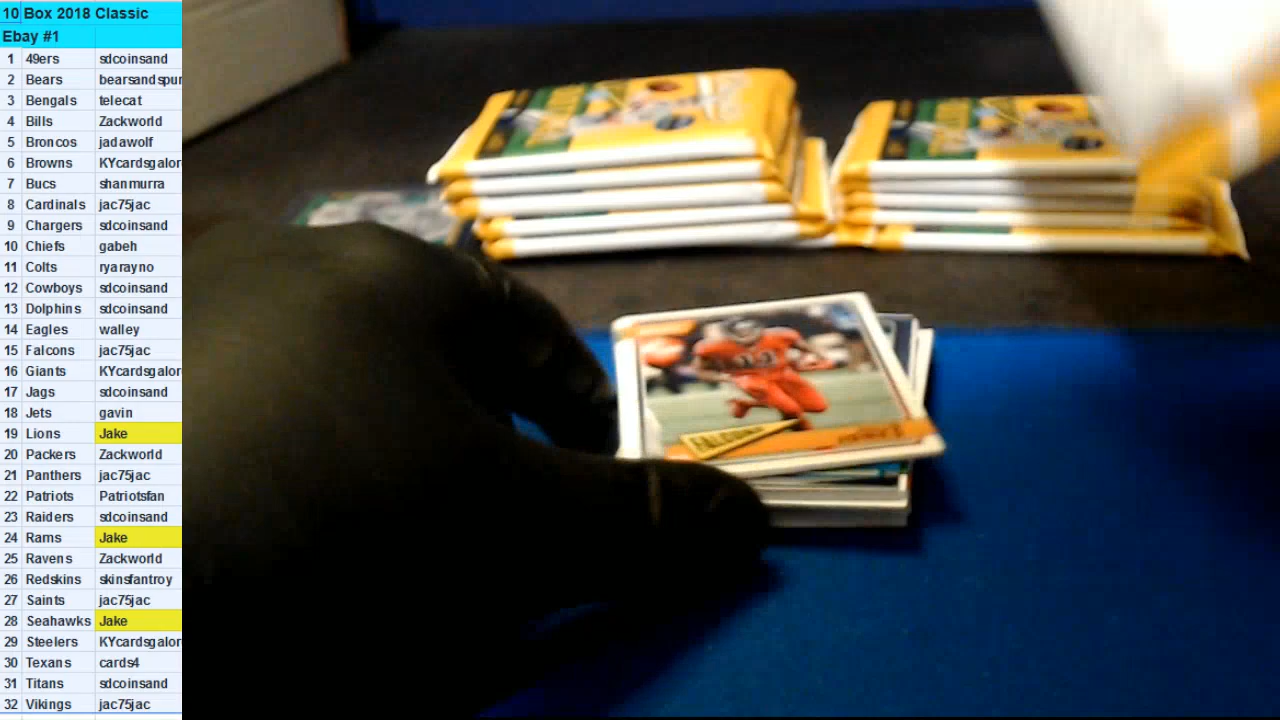 10 Box 2018 Classic
Ebay #1
1 49ers sdcoinsand
2 Bears bearsandspur
3 Bengals telecat
4 Bills Zackworld
5 Broncos jadawolf
6 Browns KYcardsgalor
7 Bucs shanmurra
8 Cardinals jac75jac
9 Chargers sdcoinsand
10 Chiefs gabeh
11 Colts ryarayno
12 Cowboys sdcoinsand
13 Dolphins sdcoinsand
14 Eagles walley
15 Falcons jac75jac
16 Giants KYcardsgalor
17 Jags sdcoinsand
18 Jets gavin
19 Lions Jake
20 Packers Zackworld
21 Panthers jac75jac
22 Patriots Patriotsfan
23 Raiders sdcoinsand
24 Rams Jake
25 Ravens Zackworld
26 Redskins skinsfantroy
27 Saints jac75jac
28 Seahawks Jake
29 Steelers KYcardsgalor
30 Texans cards4
31 Titans sdcoinsand
32 Vikings jac75jac
FALCONS